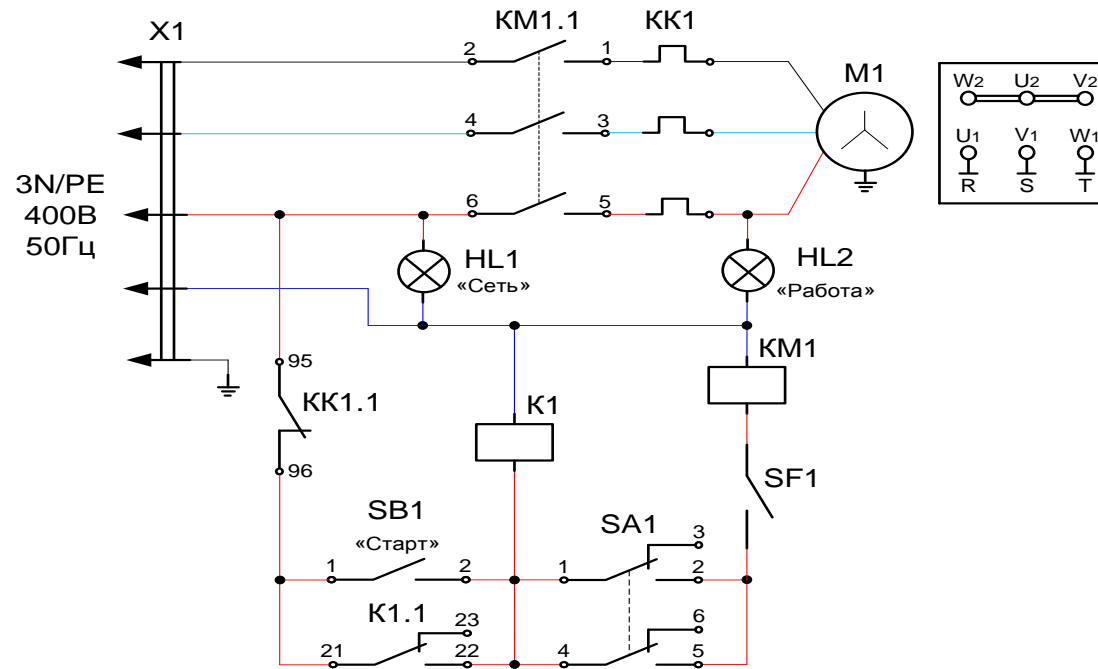 X1
KM1.1
KK1
2
1
M1
W2 U2 V2
4
3
U1 V1 W1
R S T
3N/PE
400В
50Гц
6
5
HL1
«Сеть»
HL2
«Работа»
95
KK1.1
96
K1
KM1
SF1
SB1
«Старт»
SA1
3
1
2
1
2
K1.1
23
6
21
22
4
5